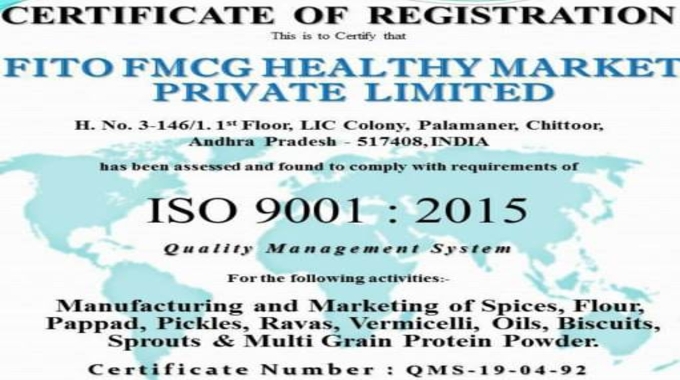 CERTIFICATE OF REGISTRATION
This is to Certify that
FITO FMCG HEALTHY MARKET
PRIVATE LIMITED
H. No. 3-146/1. 1st Floor, LIC Colony, Palamaner, Chittoor,
Andhra Pradesh - 517408,INDIA
has been assessed and found to comply with requirements of
ISO 9001 : 2015
Quality Management System
For the following activities:-
Manufacturing and Marketing of Spices, Flour,
Pappad, Pickles, Ravas, Vermicelli, Oils, Biscuits,
Sprouts & Multi Grain Protein Powder.
Certificate Number : QMS-19-04-92